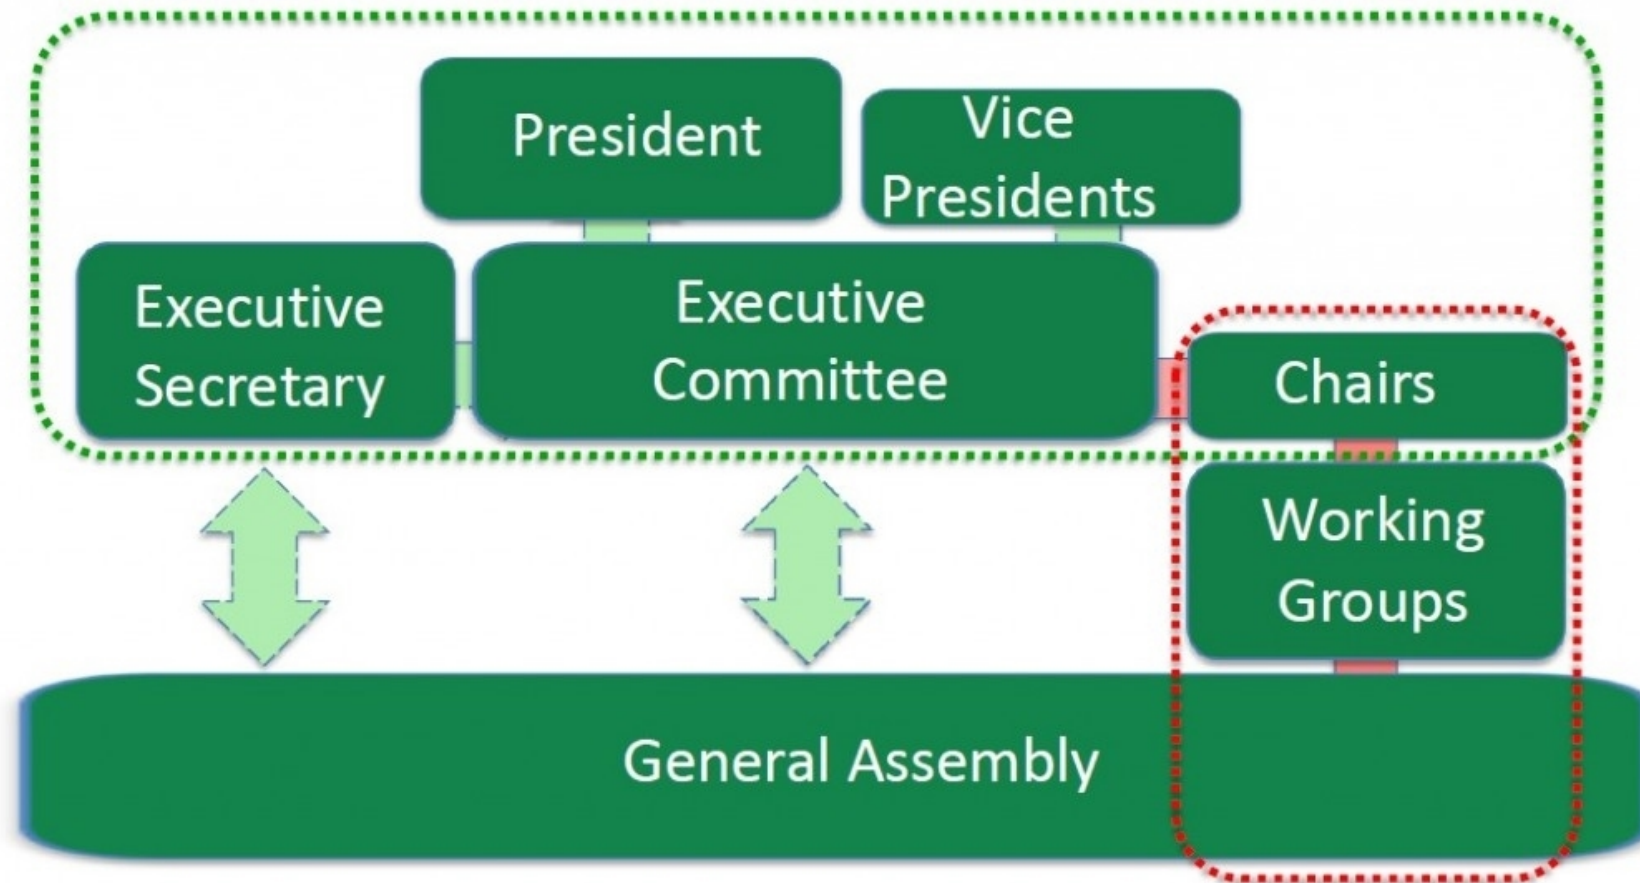 President
Vice
Presidents
Executive
Secretary
Executive
Committee
Chairs
Working
Groups
General Assembly